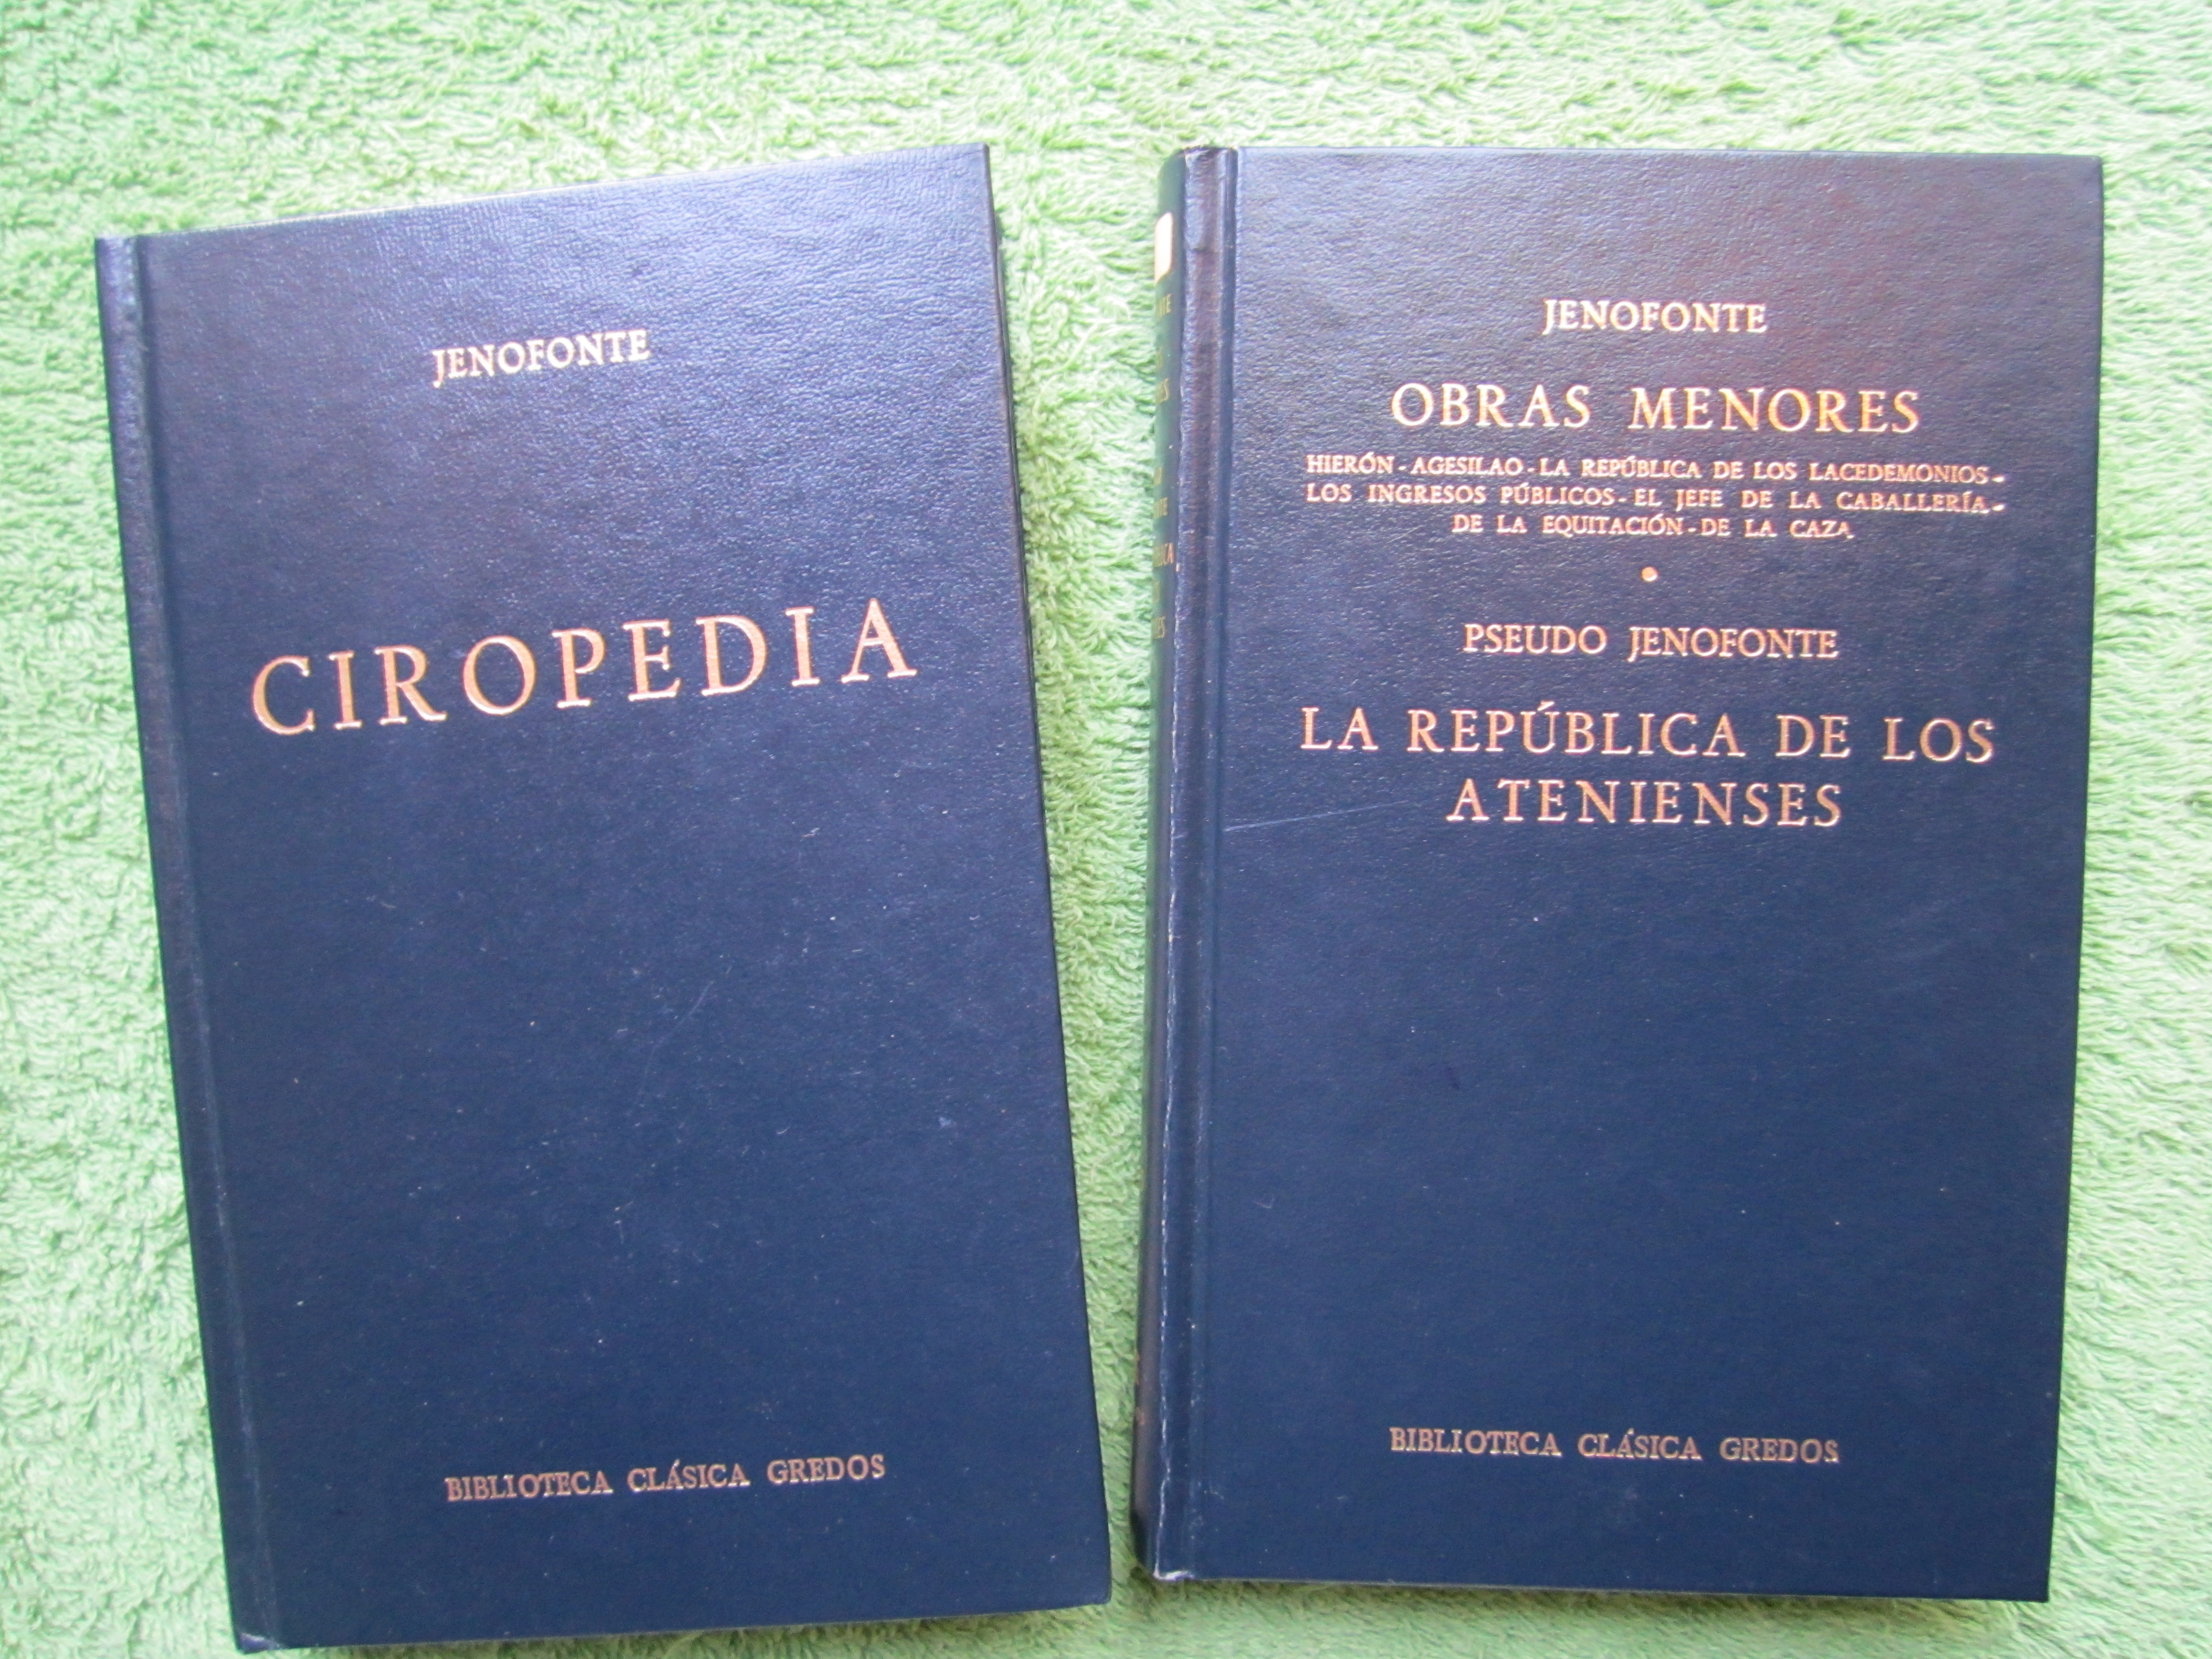 JENOFONTE
CIROPEDIA
BIBLIOTECA CLÁSICA GREDOS
JENOFONTE
OBRAS MENORES
HIERÓN - AGESILAO - LA REPÚBLICA DE LOS LACEDEMONIOS -
LOS INGRESOS PÚBLICOS - EL JEFE DE LA CABALLERÍA -
DE LA EQUITACIÓN - DE LA CAZA
•
PSEUDO JENOFONTE
LA REPÚBLICA DE LOS
ATENIENSES
BIBLIOTECA CLÁSICA GREDOS